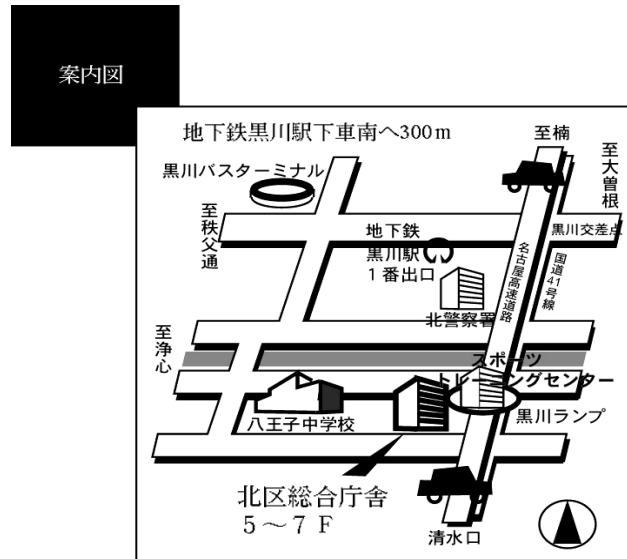 案内図
地下鉄黒川駅下車南へ300m
至楠
至大曽根
黒川バスターミナル
至秩父通
地下鉄
黒川駅
1番出口
黒川交差点
名古屋高速道路
国道41号線
北警察署
至浄心
スポーツ
トレーニングセンター
八王子中学校
黒川ランプ
北区総合庁舎
5～7F
清水口